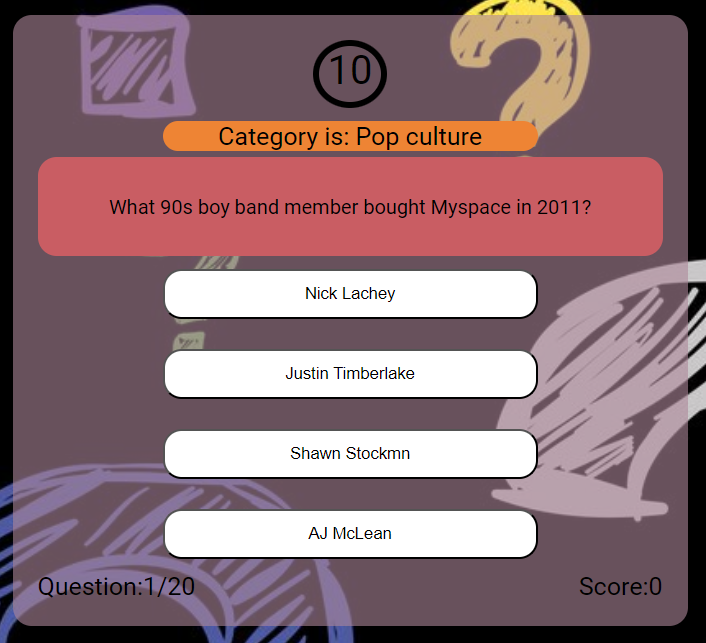 10
Category is: Pop culture
What 90s boy band member bought Myspace in 2011?
Nick Lachey
Justin Timberlake
Shawn Stockmn
AJ McLean
Question:1/20
Score:0